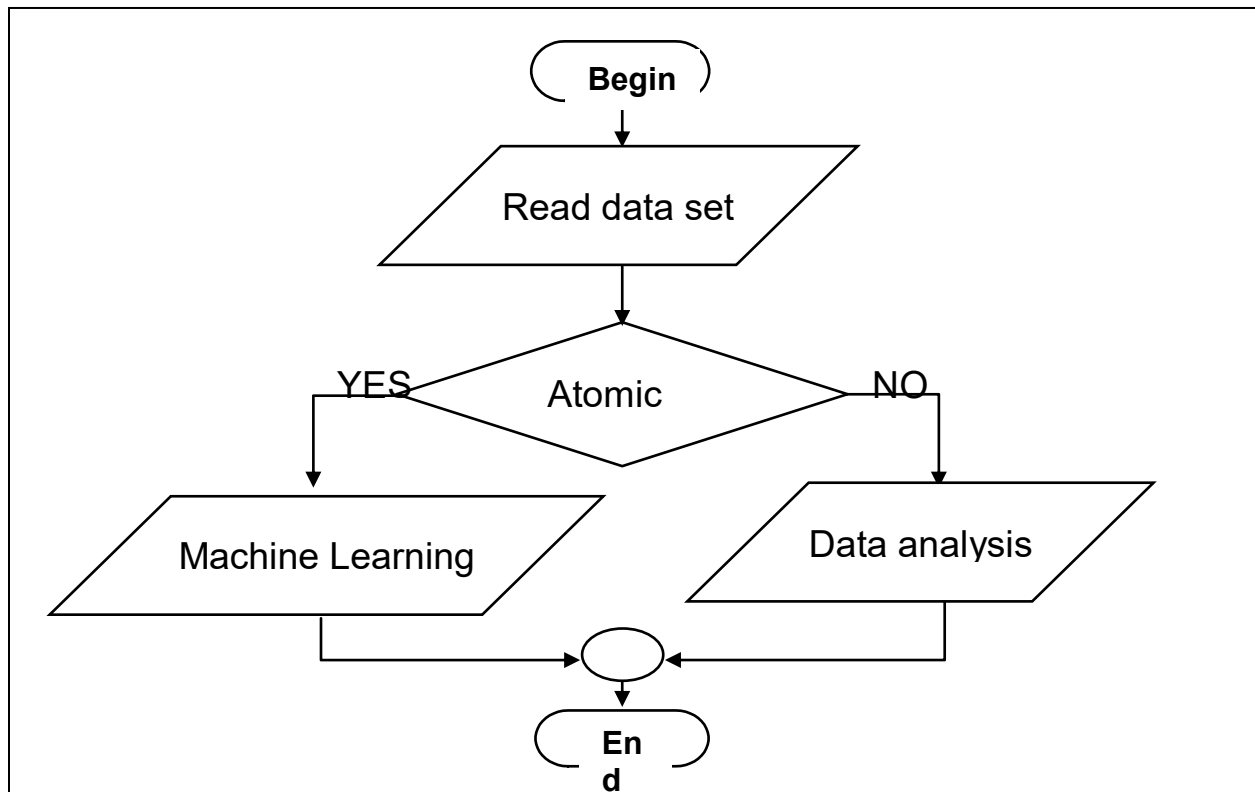 Begin
Read data set
YES
Atomic
NO
Machine Learning
Data analysis
En
d